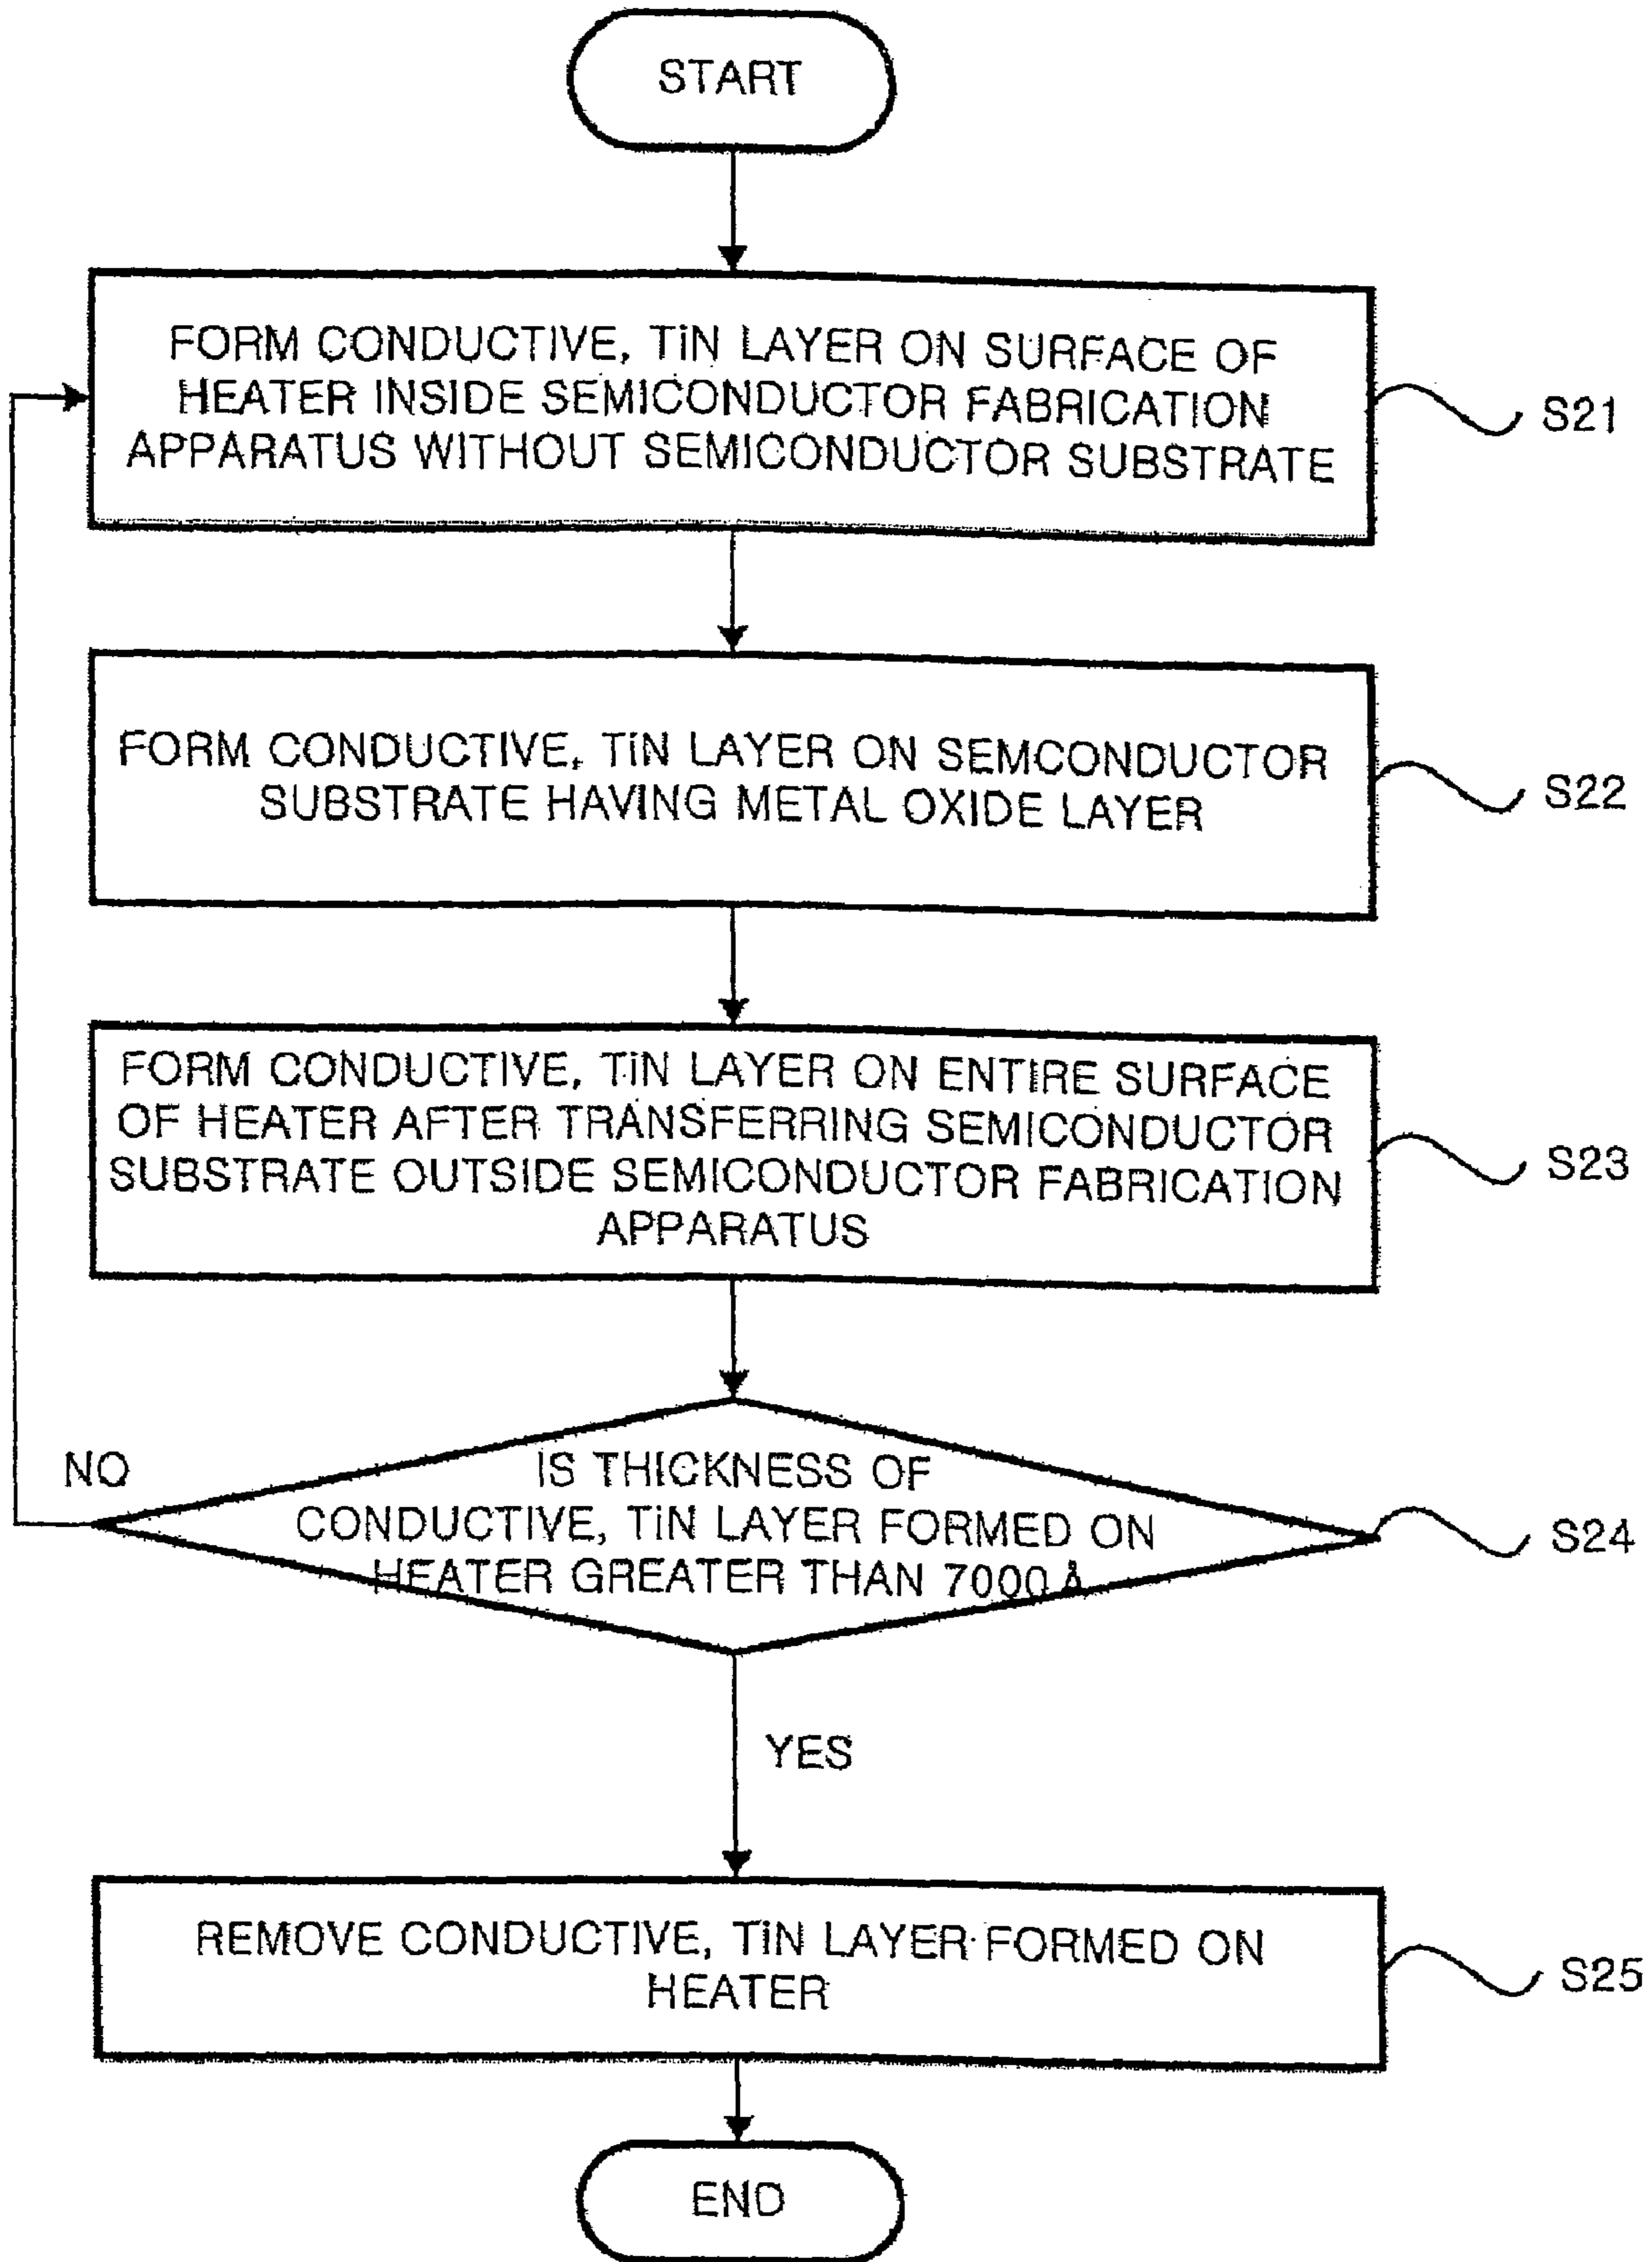 START
FORM CONDUCTIVE, TiN LAYER ON SURFACE OF
HEATER INSIDE SEMICONDUCTOR FABRICATION
APPARATUS WITHOUT SEMICONDUCTOR SUBSTRATE
S21
FORM CONDUCTIVE, TiN LAYER ON SEMCONDUCTOR
SUBSTRATE HAVING METAL OXIDE LAYER
S22
FORM CONDUCTIVE, TiN LAYER ON ENTIRE SURFACE
OF HEATER AFTER TRANSFERRING SEMICONDUCTOR
SUBSTRATE OUTSIDE SEMICONDUCTOR FABRICATION
APPARATUS
S23
NO
IS THICKNESS OF
CONDUCTIVE, TiN LAYER FORMED ON
HEATER GREATER THAN 7000 Å
S24
YES
REMOVE CONDUCTIVE, TiN LAYER FORMED ON
HEATER
S25
END